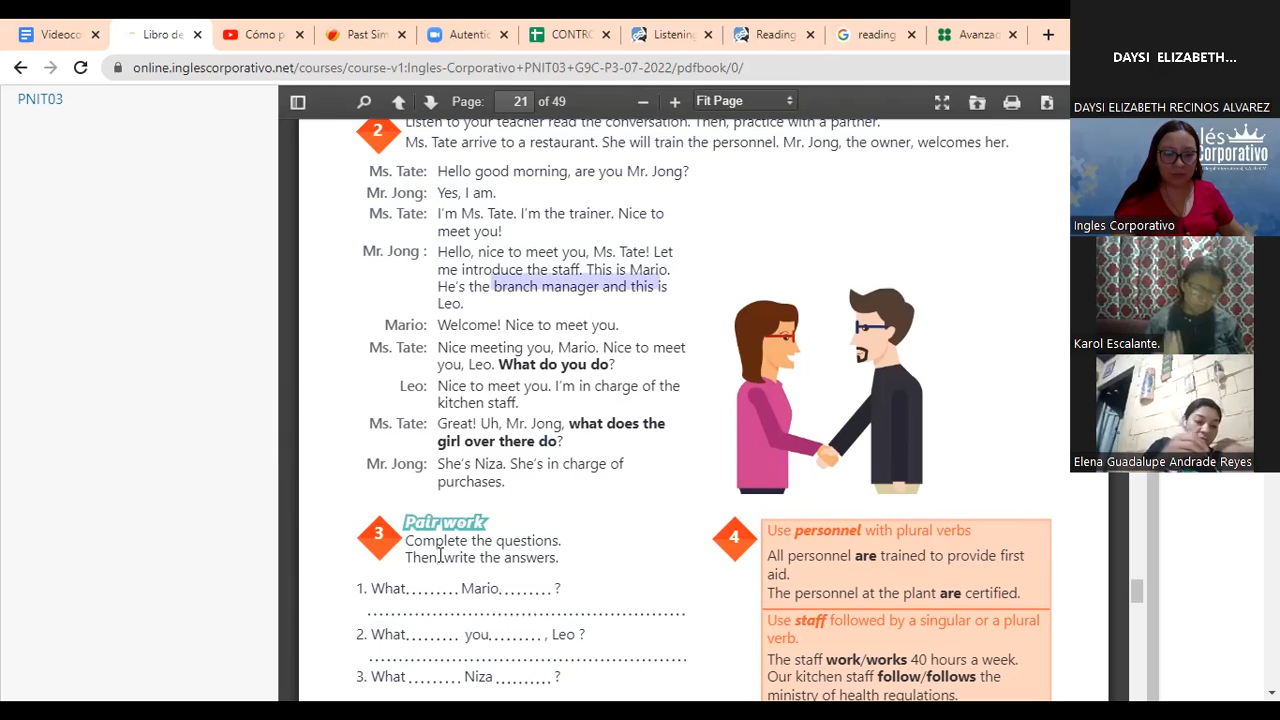 Videoco
Libro de
Cómo p
Past Sim
Autentic
CONTRO
Listening
Reading
reading
Avanzad
online.inglescorporativo.net/courses/course-v1:Ingles-Corporativo+PNIT03+G9C-P3-07-2022/pdfbook/0/
PNIT03
Page: 21 of 49
Fit Page
DAYSI ELIZABETH...
DAYSI ELIZABETH RECINOS ALVAREZ
lés
Corporativo
Ingles Corporativo
Karol Escalante.
Elena Guadalupe Andrade Reyes
2
Listen to your teacher read the conversation. Then, practice with a partner.
Ms. Tate arrive to a restaurant. She will train the personnel. Mr. Jong, the owner, welcomes her.
Ms. Tate: Hello good morning, are you Mr. Jong?
Mr. Jong: Yes, I am.
Ms. Tate: I'm Ms. Tate. I'm the trainer. Nice to
meet you!
Mr. Jong : Hello, nice to meet you, Ms. Tate! Let
me introduce the staff. This is Mario.
He's the branch manager and this is
Leo.
Mario: Welcome! Nice to meet you.
Ms. Tate: Nice meeting you, Mario. Nice to meet
you, Leo. What do you do?
Leo: Nice to meet you. I'm in charge of the
kitchen staff.
Ms. Tate: Great! Uh, Mr. Jong, what does the
girl over there do?
Mr. Jong: She's Niza. She's in charge of
purchases.
3
Pair work
Complete the questions.
Then, write the answers.
1. What......... Mario......... ?
2. What......... you........., Leo ?
3. What ......... Niza ......... ?
4
Use personnel with plural verbs
All personnel are trained to provide first
aid.
The personnel at the plant are certified.
Use staff followed by a singular or a plural
verb.
The staff work/works 40 hours a week.
Our kitchen staff follow/follows the
ministry of health regulations.